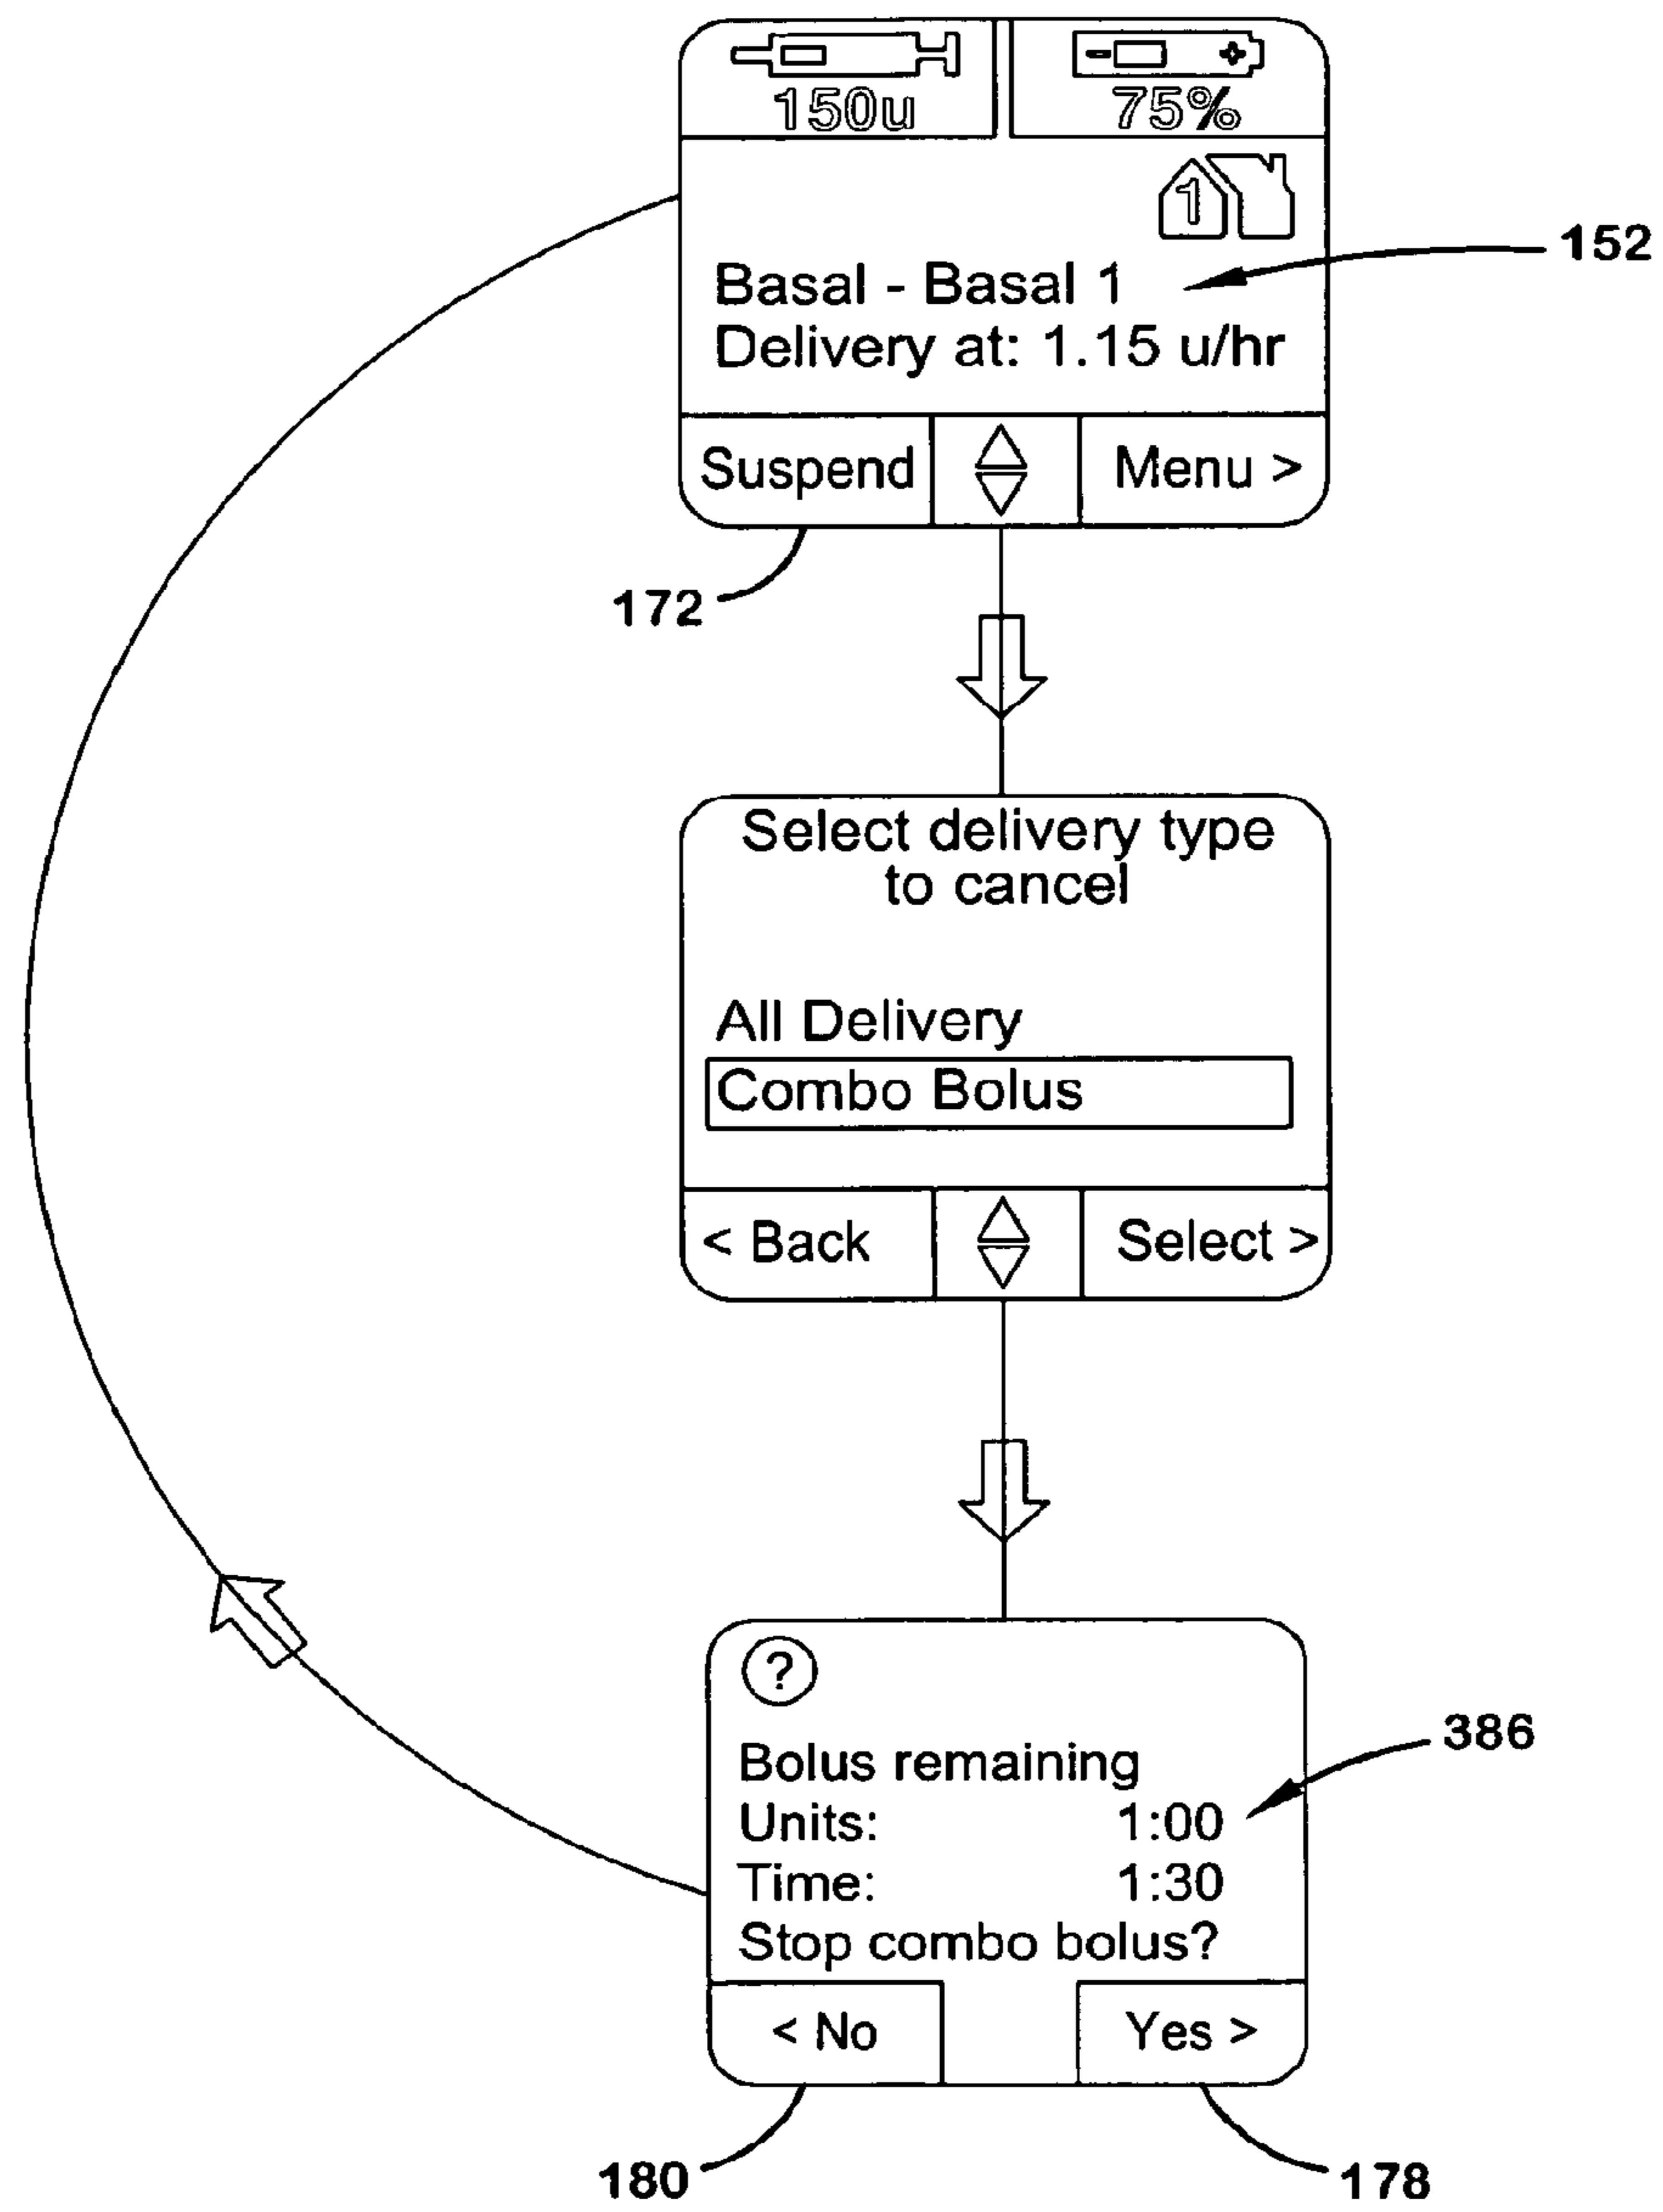 150u
75%
1
152
Basal - Basal 1
Delivery at: 1.15 u/hr
Suspend
Menu >
172
Select delivery type
to cancel
All Delivery
Combo Bolus
< Back
Select >
?
386
Bolus remaining
Units: 1:00
Time: 1:30
Stop combo bolus?
< No
Yes >
180
178